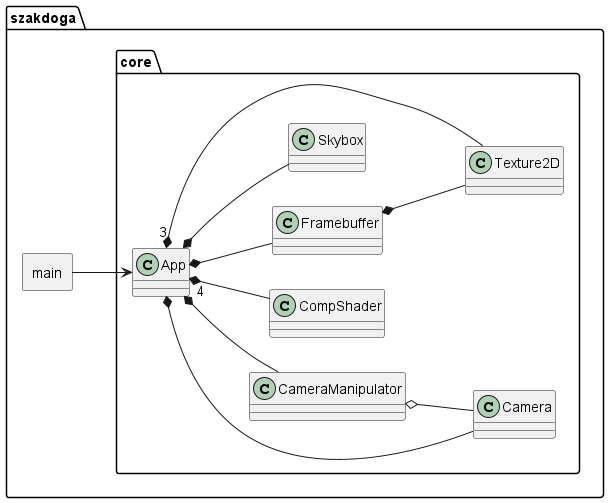 szakdoga
core
C Skybox
C Texture2D
3
C Framebuffer
main
C App
4
C CompShader
C CameraManipulator
C Camera